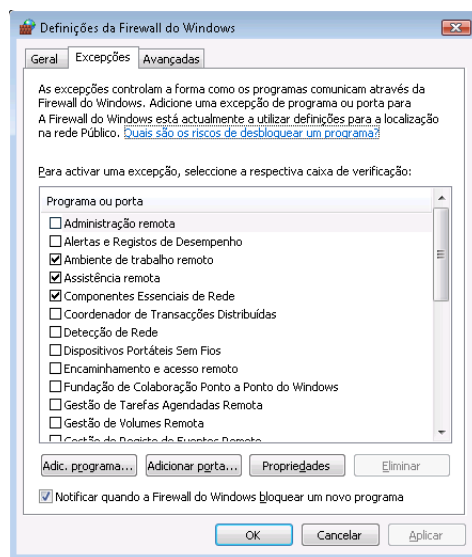 Definições da Firewall do Windows
Geral Excepções Avançadas
As excepções controlam a forma como os programas comunicam através da
Firewall do Windows. Adicione uma excepção de programa ou porta para
A Firewall do Windows está actualmente a utilizar definições para a localização
na rede Público. Quais são os riscos de desbloquear um programa?
Para activar uma excepção, seleccione a respectiva caixa de verificação:
Programa ou porta
Administração remota
Alertas e Registos de Desempenho
Ambiente de trabalho remoto
Assistência remota
Componentes Essenciais de Rede
Coordenador de Transacções Distribuídas
Detecção de Rede
Dispositivos Portáteis Sem Fios
Encaminhamento e acesso remoto
Fundação de Colaboração Ponto a Ponto do Windows
Gestão de Tarefas Agendadas Remota
Gestão de Volumes Remota
Gestão de Registo de Eventos Remoto
Adic. programa... Adicionar porta... Propriedades Eliminar
Notificar quando a Firewall do Windows bloquear um novo programa
OK Cancelar Aplicar